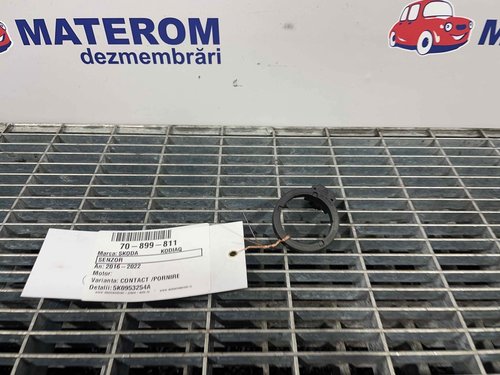 MATEROM
dezmembrări
70-899-811
Marca: SKODA KODIAQ
SENZOR
An: 2016-2022
Motor:
Varianta: CONTACT /PORNIRE
Detalii: 5K0953254A